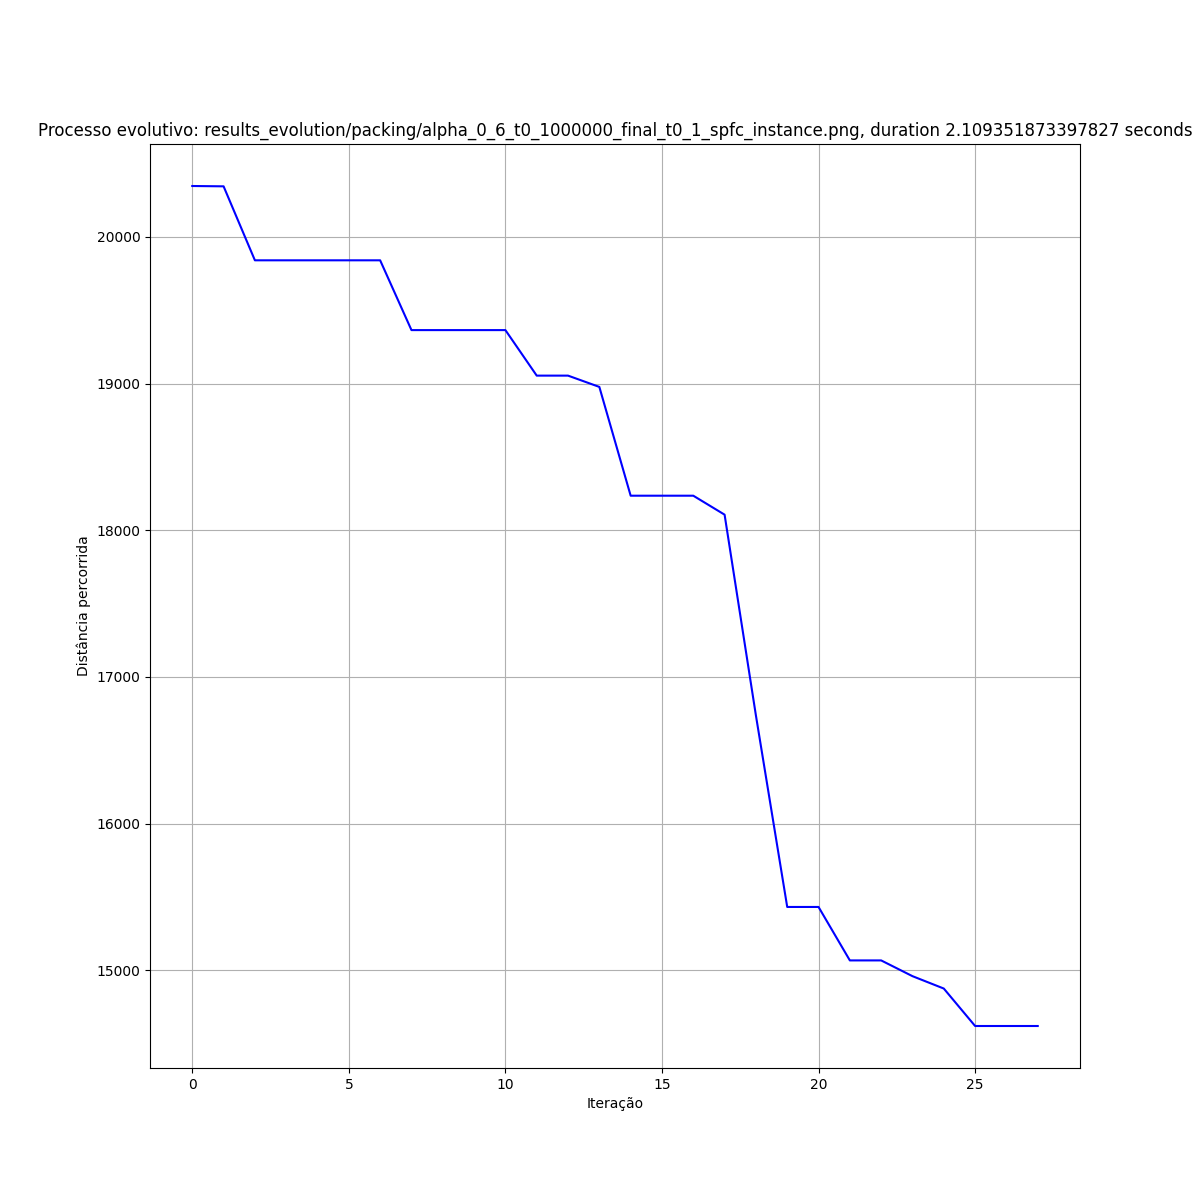 Processo evolutivo: results_evolution/packing/alpha_0_6_t0_1000000_final_t0_1_spfc_instance.png, duration 2.109351873397827 seconds
20000
19000
18000
17000
16000
15000
Distância percorrida
0 5 10 15 20 25
Iteração